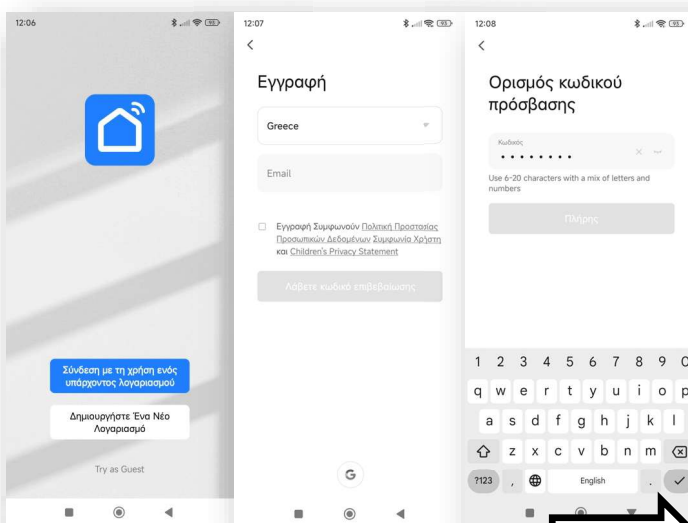 12:06
93
Σύνδεση με τη χρήση ενός
υπάρχοντος λογαριασμού
Δημιουργήστε Ένα Νέο
Λογαριασμό
Try as Guest
12:07
93
Εγγραφή
Greece
Email
Εγγραφή Συμφωνούν Πολιτική Προστασίας
Προσωπικών Δεδομένων Συμφωνία Χρήστη
και Children's Privacy Statement
Λάβετε κωδικό επιβεβαίωσης
G
12:08
93
Ορισμός κωδικού
πρόσβασης
Κωδικός
Use 6-20 characters with a mix of letters and
numbers
Πλήρης
1 2 3 4 5 6 7 8 9 0
q w e r t y u i o p
a s d f g h j k l
z x c v b n m
?123 , English .